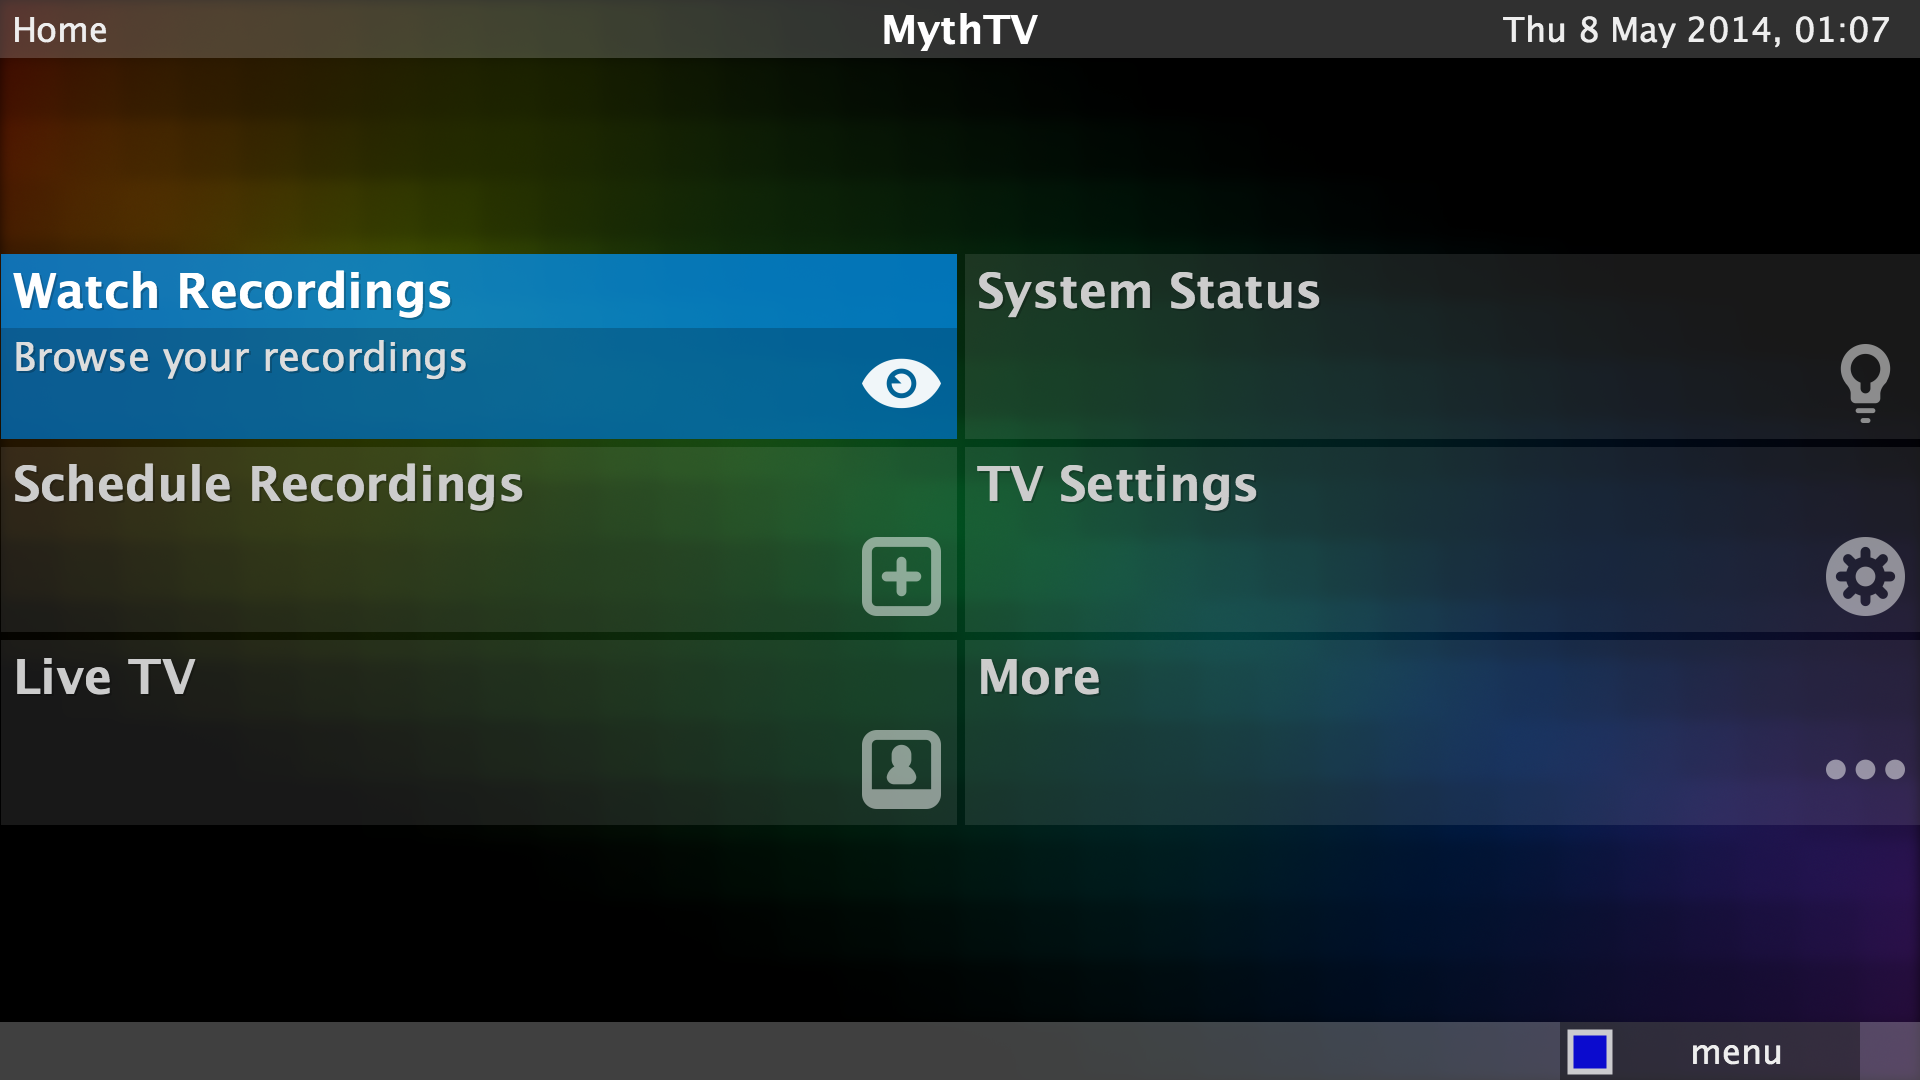 Home
MythTV
Thu 8 May 2014, 01:07
Watch Recordings
Browse your recordings
System Status
Schedule Recordings
TV Settings
Live TV
More
menu